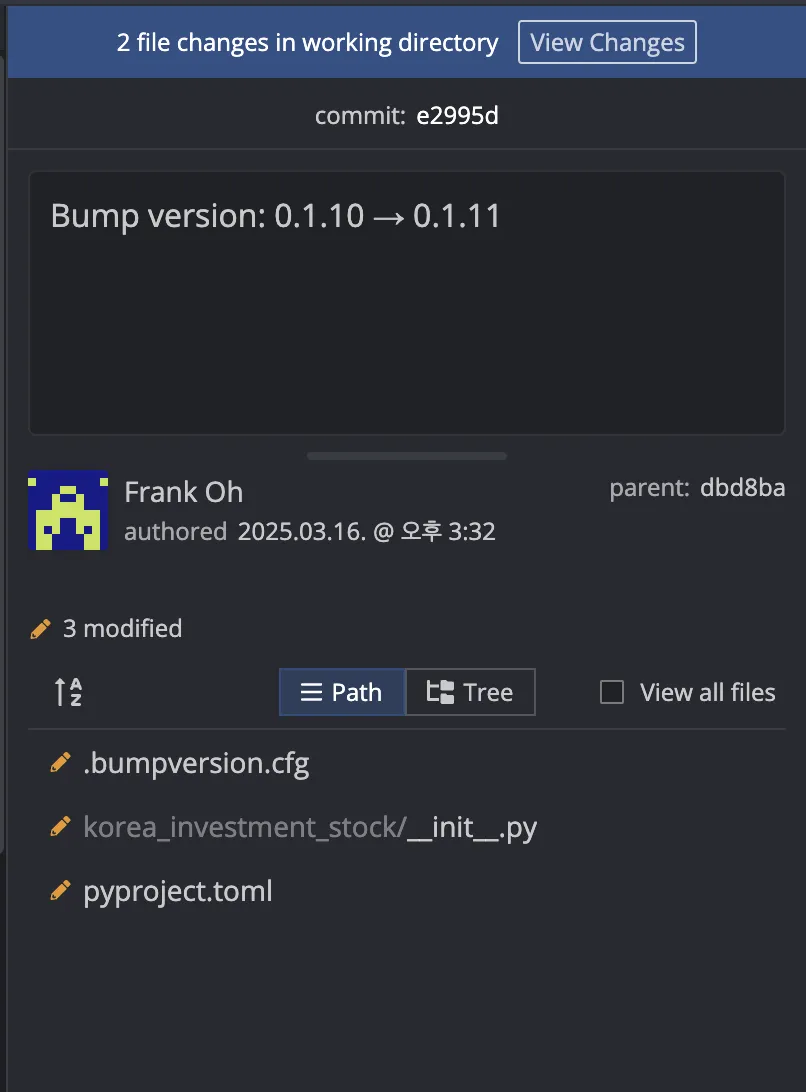 2 file changes in working directory View Changes
commit: e2995d
Bump version: 0.1.10 → 0.1.11
Frank Oh
parent: dbd8ba
authored 2025.03.16. @ 오후 3:32
3 modified
AZ Path Tree View all files
.bumpversion.cfg
korea_investment_stock/__init__.py
pyproject.toml